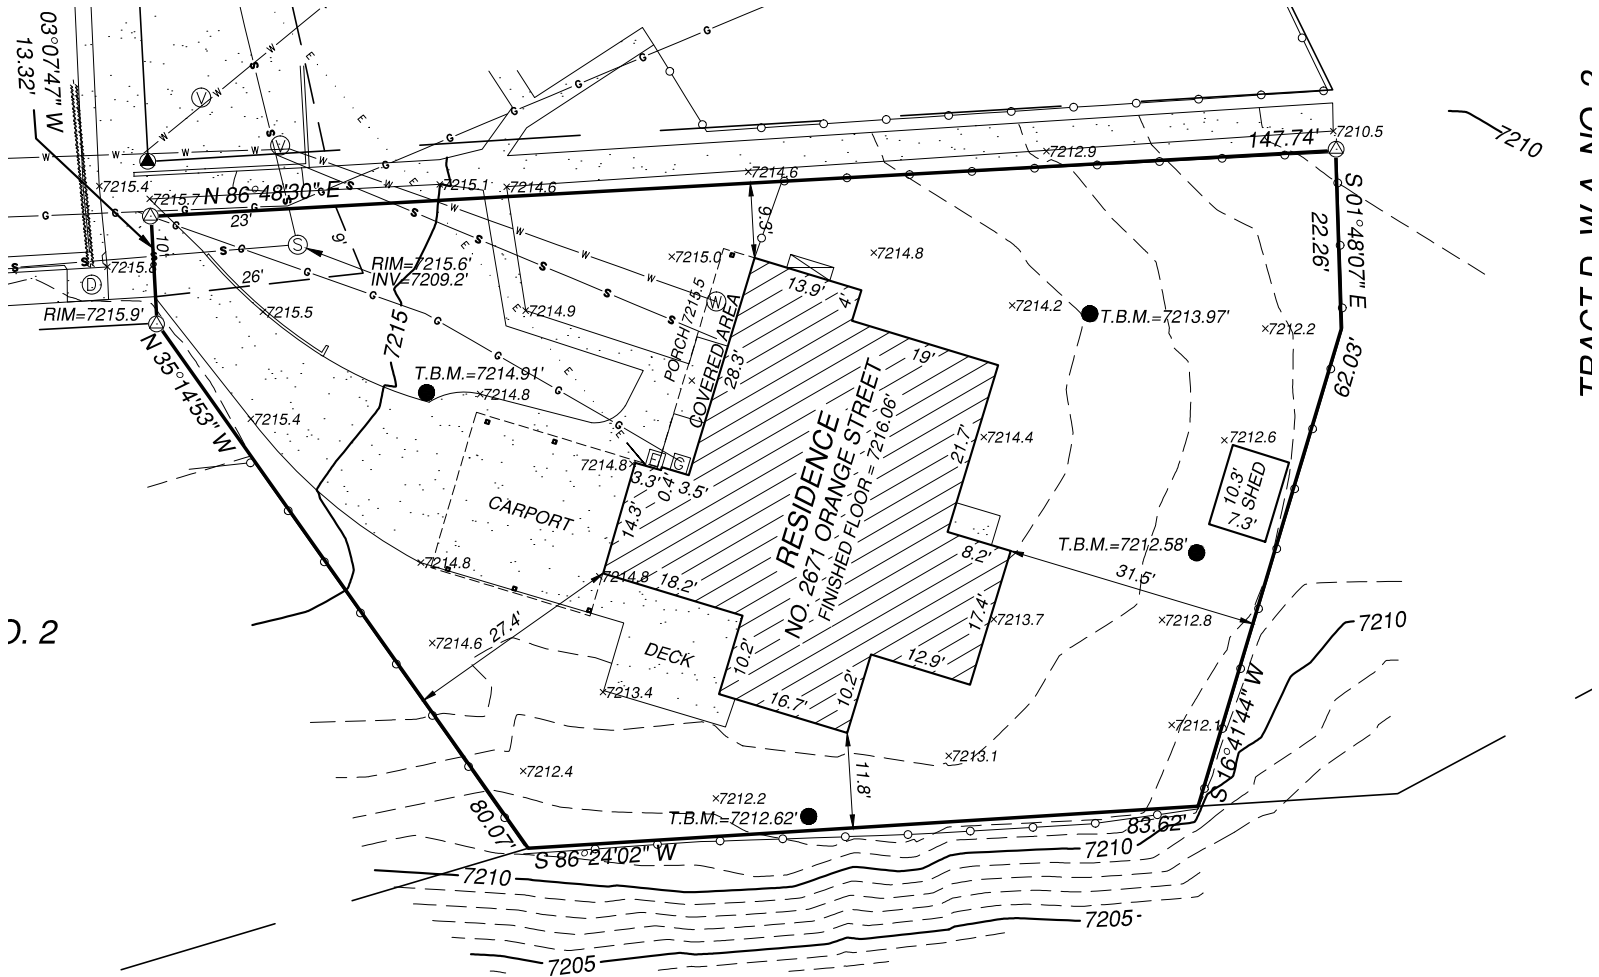 03°07'47" W
13.32'
7210
147.74'
×7210.5
×7212.9
×7214.6
×7215.4
×7215.7
N 86°48'30" E
×7215.1
×7214.6
23'
10'
9'
9.3'
S 01°48'07" E
22.26'
×7215.8
RIM=7215.6'
INV=7209.2'
26'
×7215.0
×7214.8
RIM=7215.9'
×7215.5
×7214.9
PORCH 7215.5
COVERED AREA
28.3'
13.9'
4'
×7214.2
T.B.M.=7213.97'
×7212.2
7215
N 35°14'53" W
T.B.M.=7214.91'
×7214.8
19'
62.03'
×7215.4
×7214.4
21.7'
×7212.6
10.3'
SHED
7.3'
7214.8
3.3'
0.4'
3.5'
14.3'
CARPORT
RESIDENCE
NO. 2671 ORANGE STREET
FINISHED FLOOR = 7216.06'
T.B.M.=7212.58'
8.2'
31.5'
×7214.8
×7214.8
18.2'
17.4'
×7213.7
×7212.8
7210
O. 2
27.4'
×7214.6
DECK
10.2'
12.9'
10.2'
16.7'
×7213.4
S 16°41'44" W
×7212.1
×7213.1
11.8'
×7212.4
×7212.2
T.B.M.=7212.62'
80.07'
83.62'
S 86°24'02" W
7210
7210
7205
7205
V
V
S
D
W
E
G